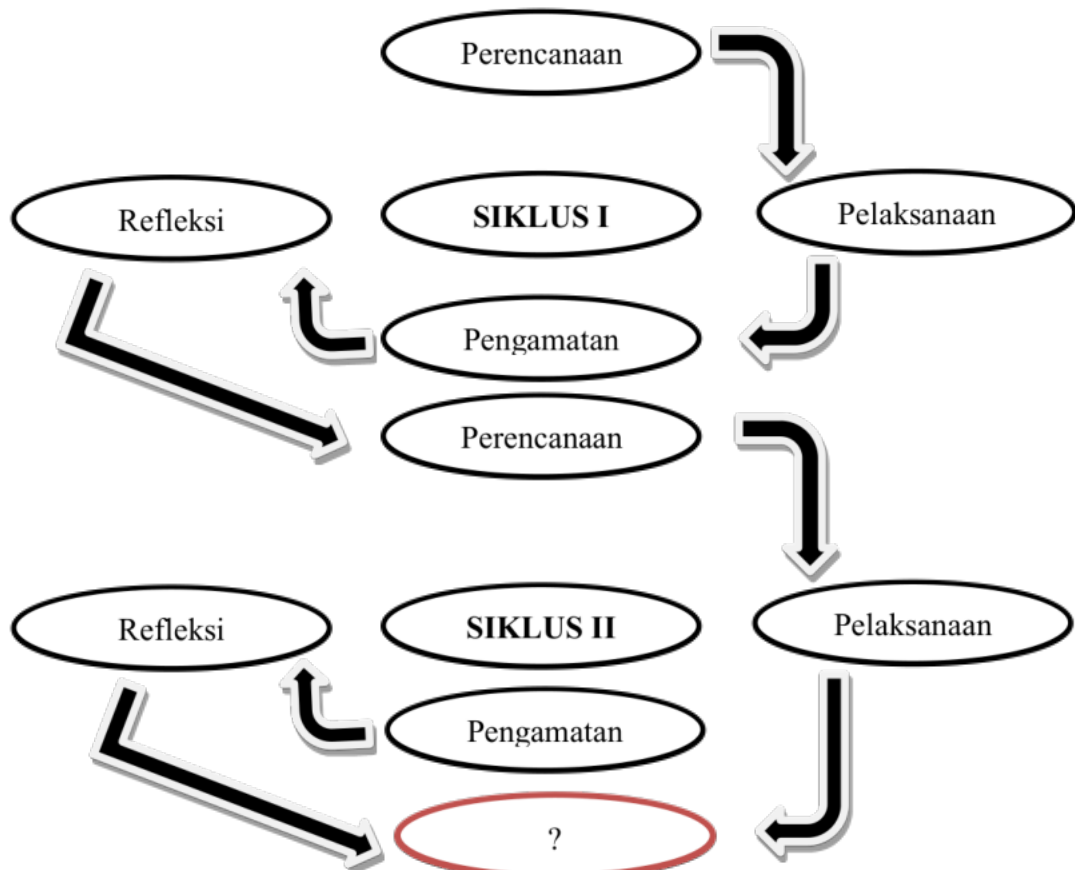 Perencanaan
Refleksi
SIKLUS I
Pelaksanaan
Pengamatan
Perencanaan
Refleksi
SIKLUS II
Pelaksanaan
Pengamatan
?